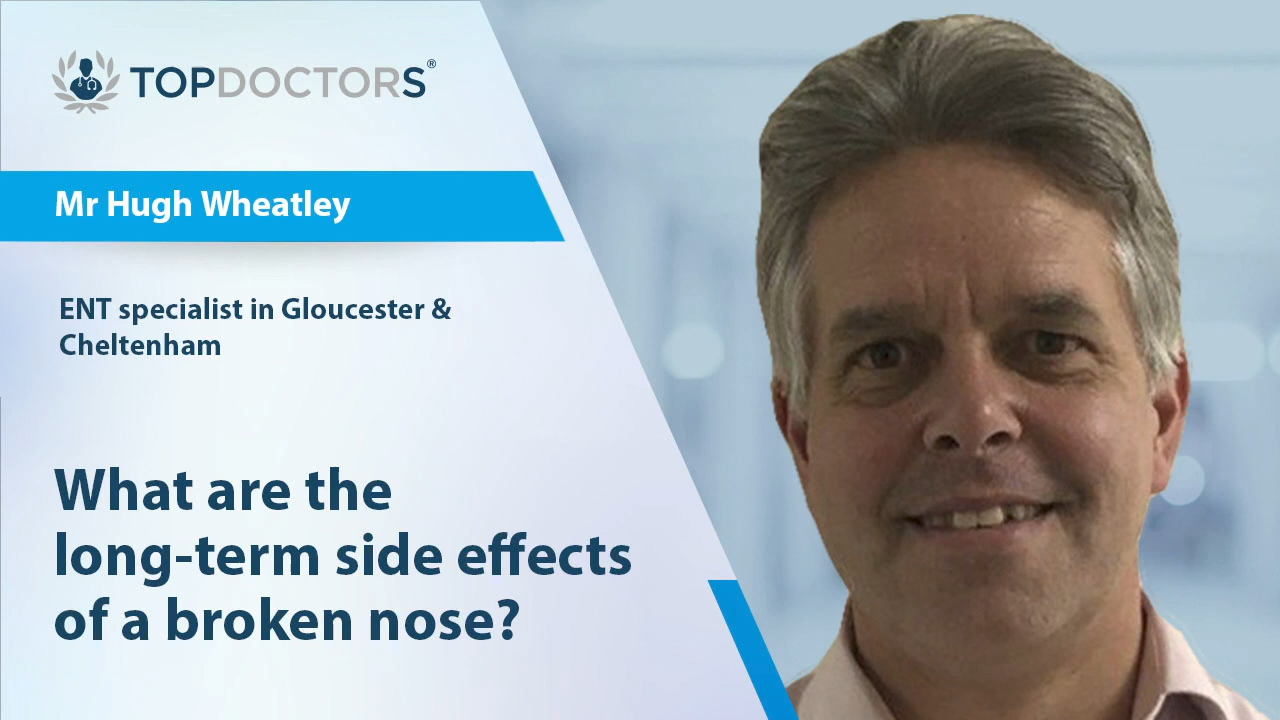 TOPDOCTORS®
Mr Hugh Wheatley
ENT specialist in Gloucester &
Cheltenham
What are the
long-term side effects
of a broken nose?